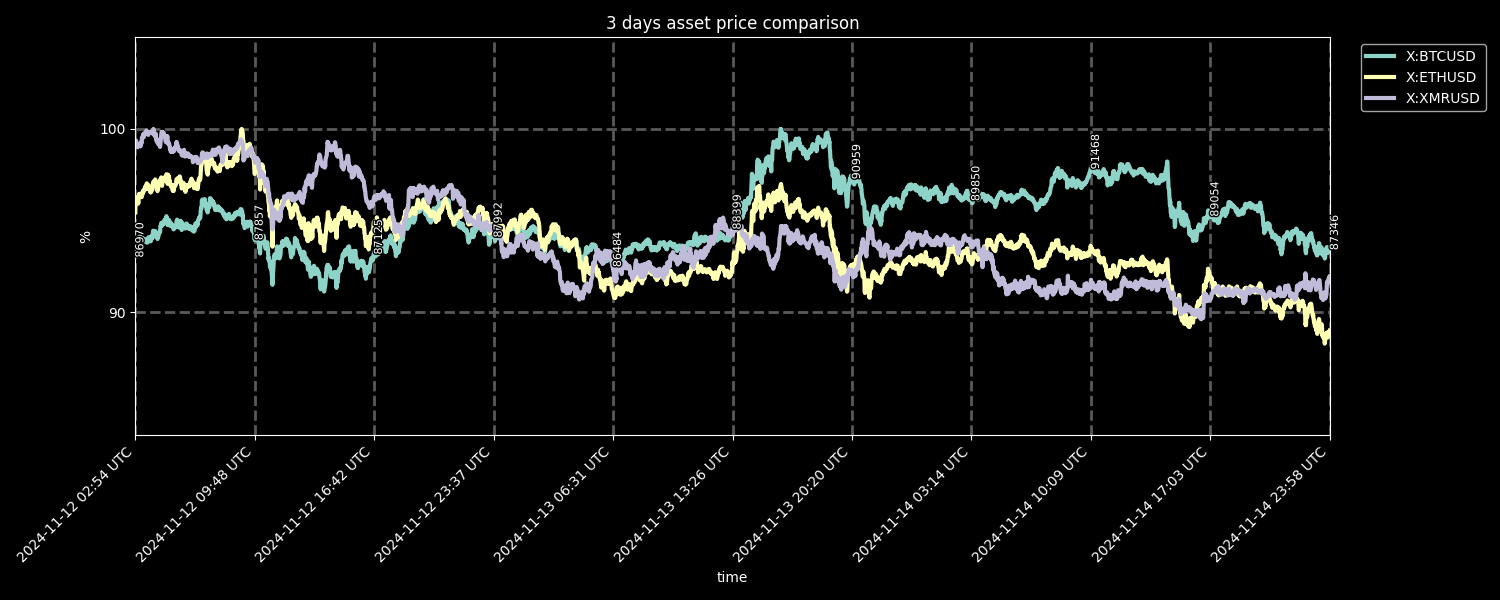 3 days asset price comparison
X:BTCUSD
X:ETHUSD
X:XMRUSD
100
90
%
86970
87857
87125
87992
86484
88399
90959
89850
91468
89054
87346
2024-11-12 02:54 UTC
2024-11-12 09:48 UTC
2024-11-12 16:42 UTC
2024-11-12 23:37 UTC
2024-11-13 06:31 UTC
2024-11-13 13:26 UTC
2024-11-13 20:20 UTC
2024-11-14 03:14 UTC
2024-11-14 10:09 UTC
2024-11-14 17:03 UTC
2024-11-14 23:58 UTC
time